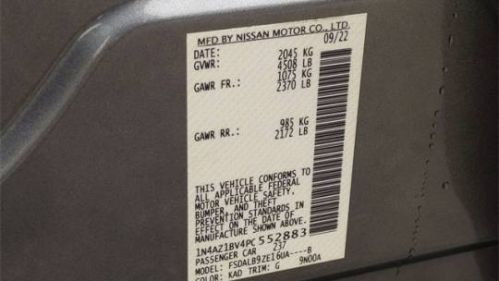 MFD BY NISSAN MOTOR CO., LTD.
DATE: 09/22
GVWR: 2045 KG
4508 LB
GAWR FR.: 1075 KG
2370 LB
GAWR RR.: 985 KG
2172 LB
THIS VEHICLE CONFORMS TO
ALL APPLICABLE FEDERAL
MOTOR VEHICLE SAFETY,
BUMPER, AND THEFT
PREVENTION STANDARDS IN
EFFECT ON THE DATE OF
MANUFACTURE SHOWN ABOVE.
1N4AZ1BV4PC552883
PASSENGER CAR 237
MODEL: FSDALB9ZE16UA----B
COLOR: KAD TRIM: G 9N00A